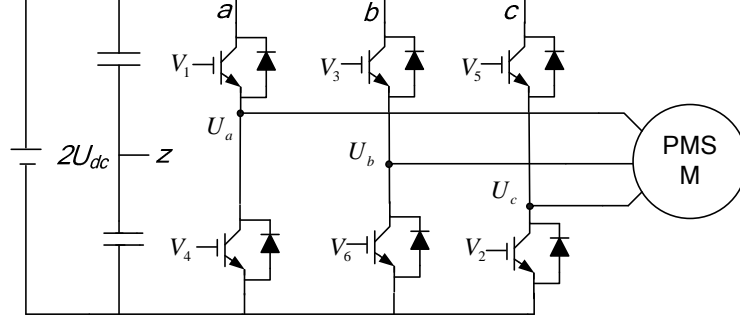 a b c
V1 V3 V5
Ua
2Udc z Ub PMS
M
Uc
V4 V6 V2